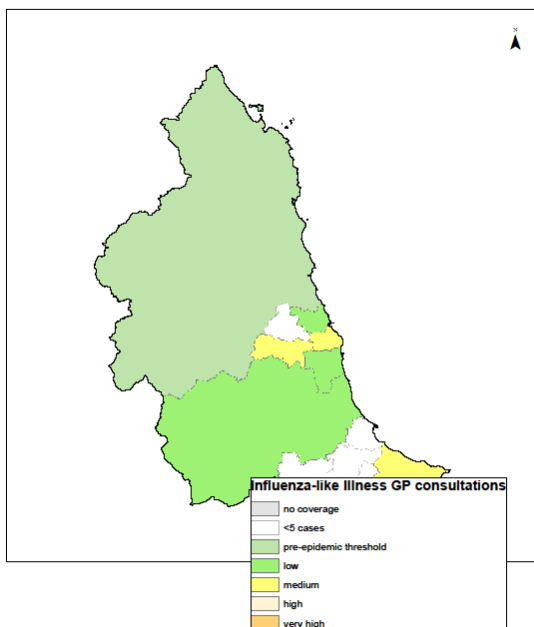 N
Influenza-like Illness GP consultations
no coverage
<5 cases
pre-epidemic threshold
low
medium
high
very high